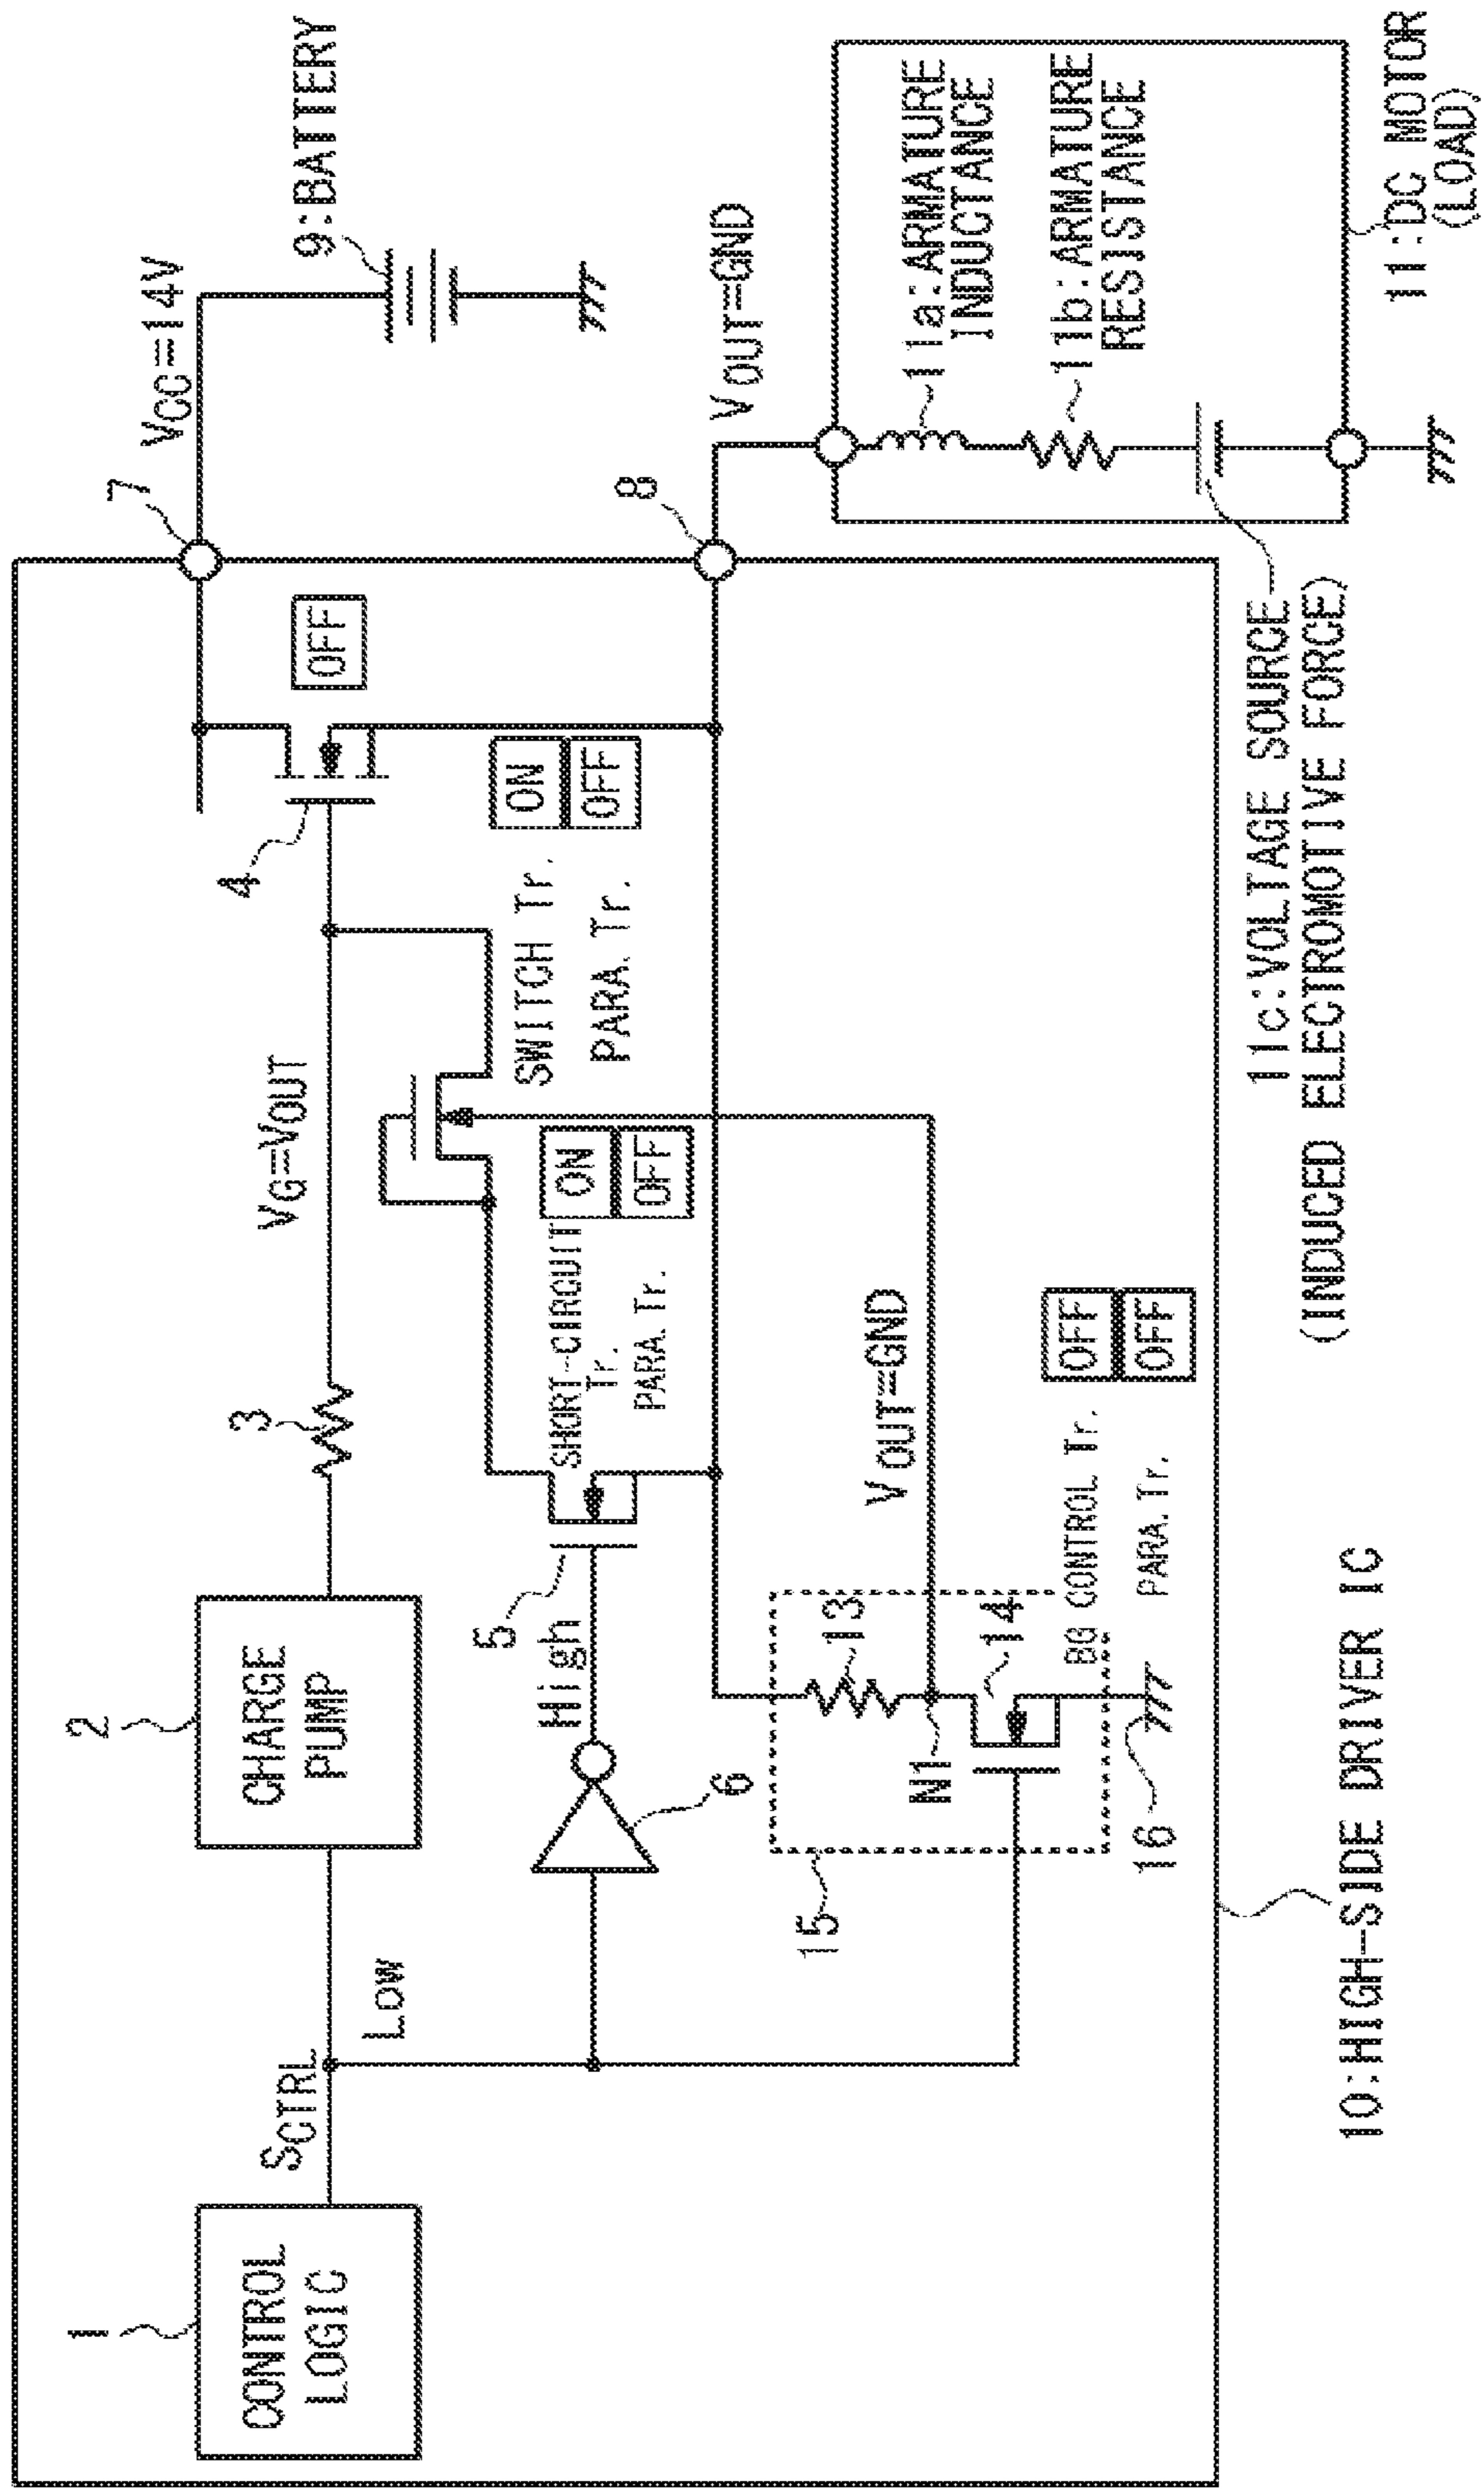 1
CONTROL
LOGIC
SCTRL
Low
2
CHARGE
PUMP
3
VG=VOUT
4
OFF
7
VCC=14V
9:BATTERY
6
High
5
SHORT-CIRCUIT
Tr.
ON
PARA.Tr.
OFF
SWITCH Tr.
ON
PARA.Tr.
OFF
8
VOUT=GND
15
13
N1
14
VOUT=GND
BG CONTROL Tr.
OFF
PARA.Tr.
OFF
16
11a:ARMATURE
INDUCTANCE
11b:ARMATURE
RESISTANCE
11c:VOLTAGE SOURCE
(INDUCED ELECTROMOTIVE FORCE)
11:DC MOTOR
(LOAD)
10:HIGH-SIDE DRIVER IC